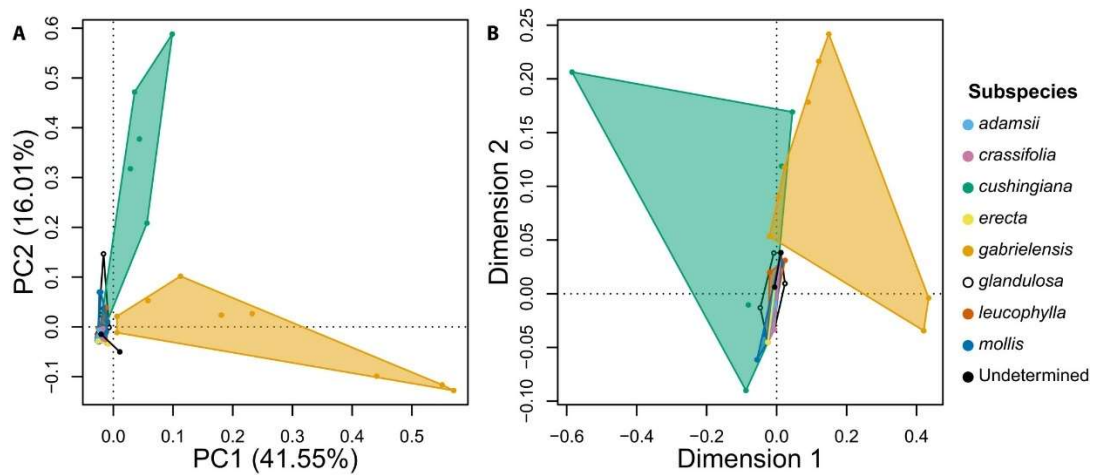 A
0.6
0.5
0.4
0.3
0.2
0.1
0.0
−0.1
PC2 (16.01%)
0.0 0.1 0.2 0.3 0.4 0.5
PC1 (41.55%)
B
0.25
0.20
0.15
0.10
0.05
0.00
−0.05
−0.10
Dimension 2
−0.6 −0.4 −0.2 0.0 0.2 0.4
Dimension 1
Subspecies
adamsii
crassifolia
cushingiana
erecta
gabrielensis
glandulosa
leucophylla
mollis
Undetermined